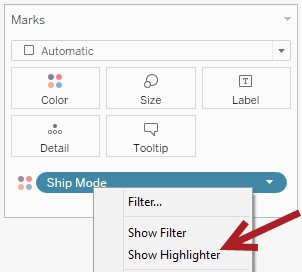 Marks
Automatic
Color Size Label
Detail Tooltip
Ship Mode
Filter...
Show Filter
Show Highlighter